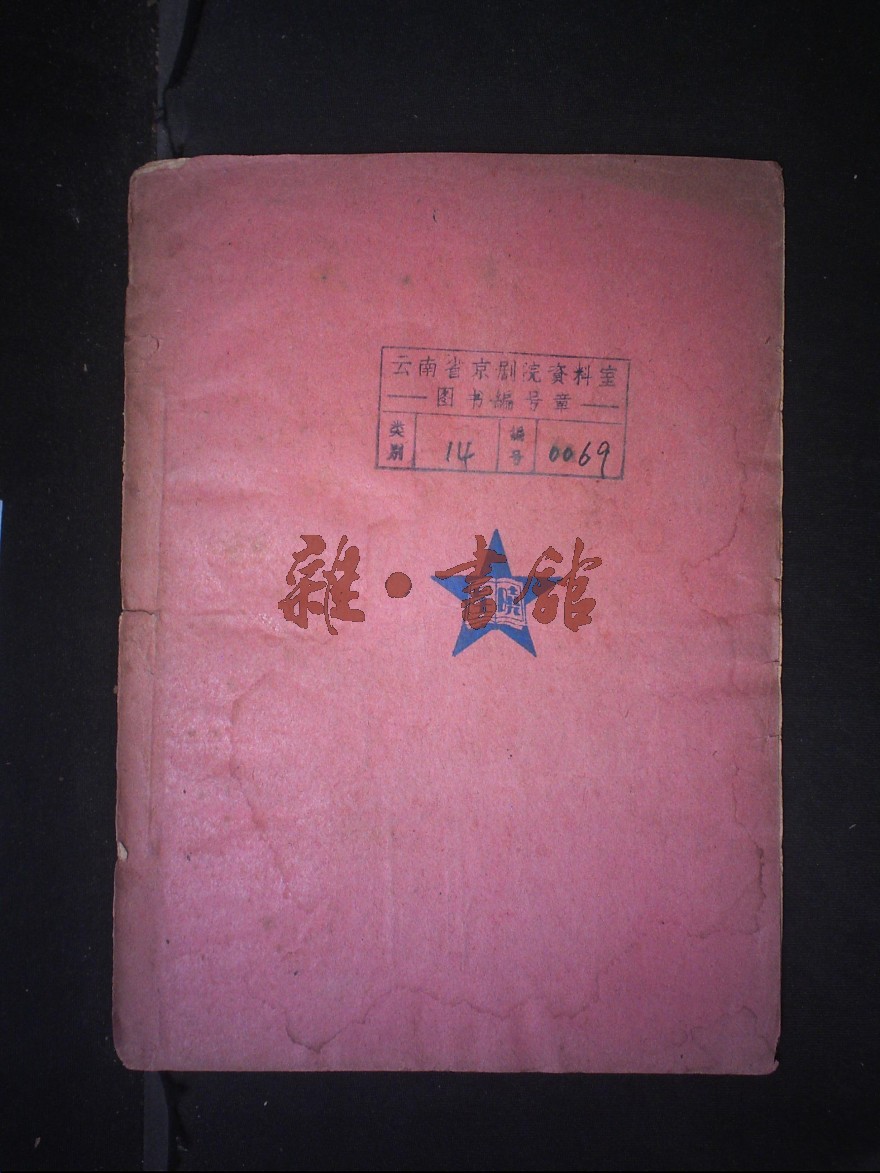 云南省京剧院資料室
—— 图书编号章 ——
类别 14 编号 0069
雜·書館